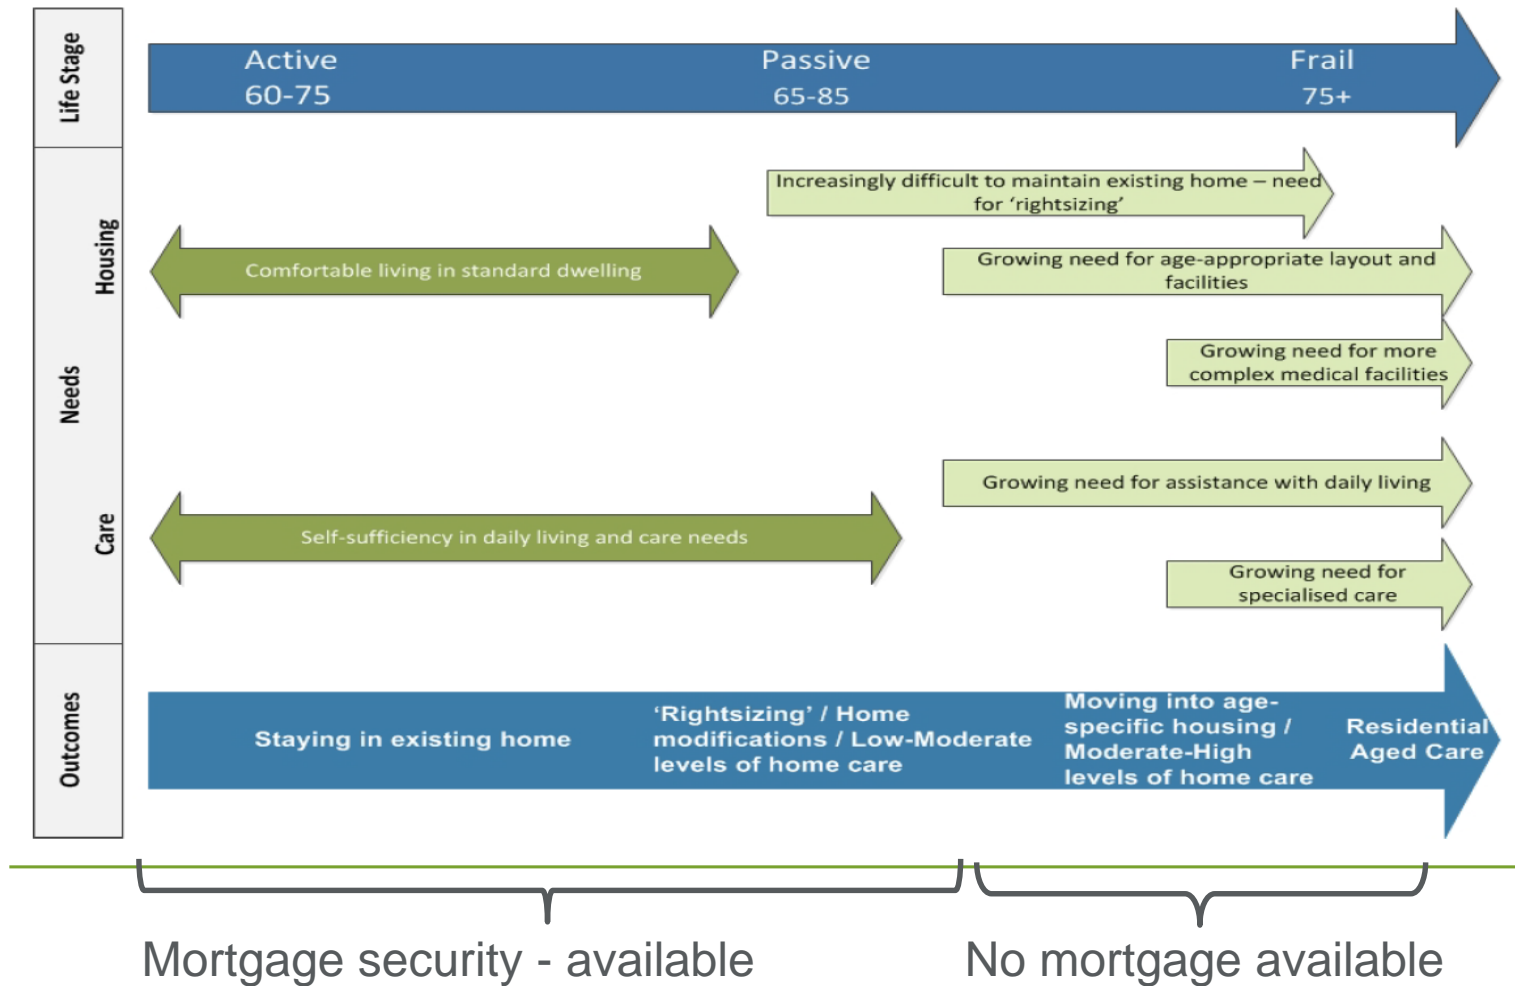 Life Stage
Active
60-75
Passive
65-85
Frail
75+
Needs
Housing
Increasingly difficult to maintain existing home – need
for ‘rightsizing’
Comfortable living in standard dwelling
Growing need for age-appropriate layout and
facilities
Growing need for more
complex medical facilities
Care
Growing need for assistance with daily living
Self-sufficiency in daily living and care needs
Growing need for
specialised care
Outcomes
Staying in existing home
‘Rightsizing’ / Home
modifications / Low-Moderate
levels of home care
Moving into age-
specific housing /
Moderate-High
levels of home care
Residential
Aged Care
Mortgage security - available
No mortgage available